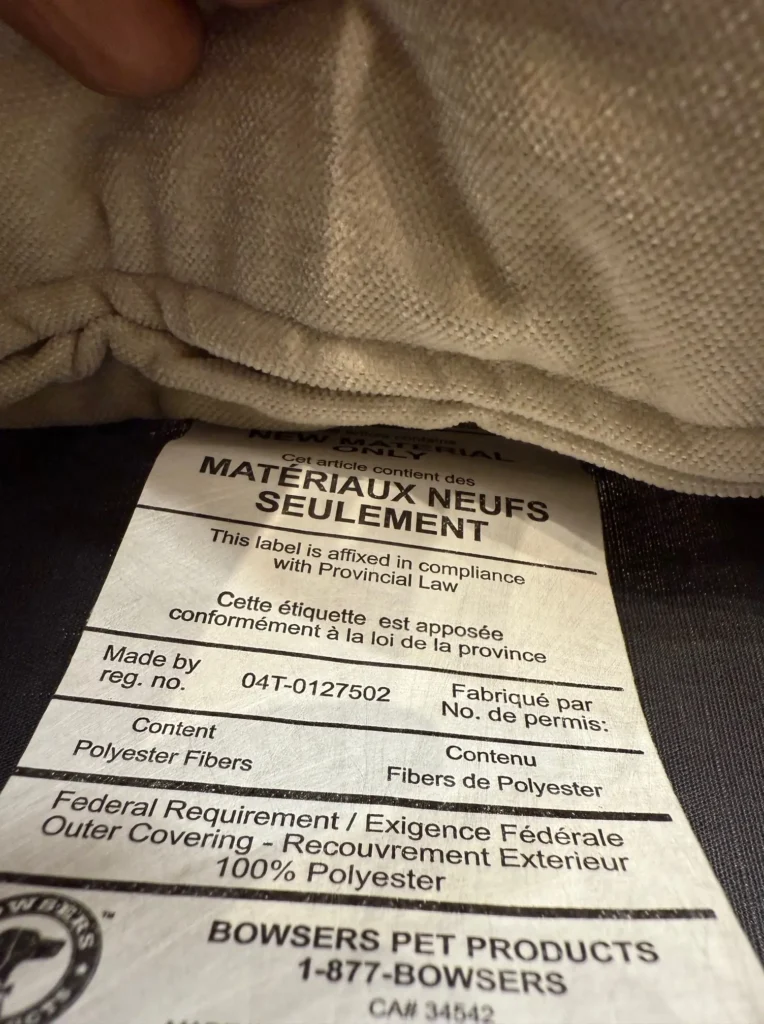 NEW MATERIAL
ONLY
Cet article contient des
MATÉRIAUX NEUFS
SEULEMENT
This label is affixed in compliance
with Provincial Law
Cette étiquette est apposée
conformément à la loi de la province
Made by
reg. no.
04T-0127502
Fabriqué par
No. de permis:
Content
Polyester Fibers
Contenu
Fibers de Polyester
Federal Requirement / Exigence Fédérale
Outer Covering - Recouvrement Exterieur
100% Polyester
BOWSERS PET PRODUCTS
1-877-BOWSERS
CA# 34542